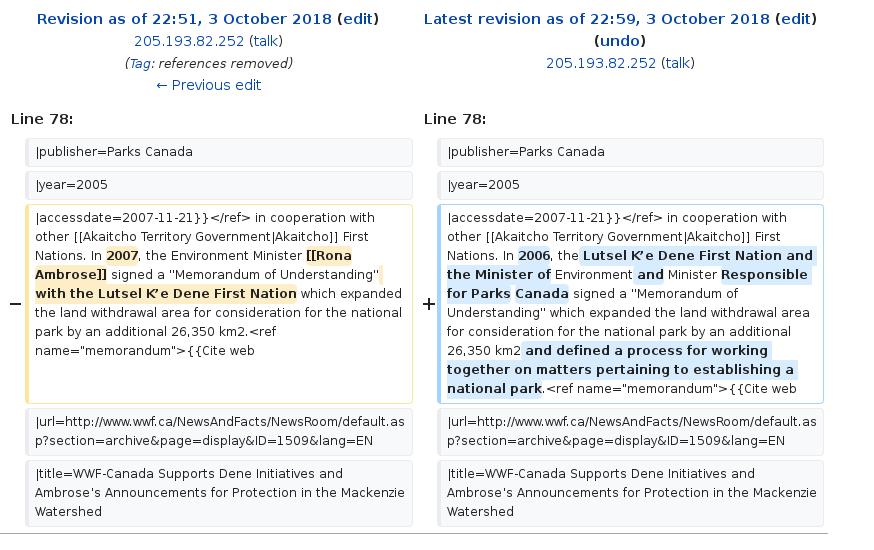 Revision as of 22:51, 3 October 2018 (edit)
205.193.82.252 (talk)
(Tag: references removed)
← Previous edit
Latest revision as of 22:59, 3 October 2018 (edit)
(undo)
205.193.82.252 (talk)
Line 78:
Line 78:
|publisher=Parks Canada
|publisher=Parks Canada
|year=2005
|year=2005
−
|accessdate=2007-11-21}}</ref> in cooperation with
other [[Akaitcho Territory Government|Akaitcho]] First
Nations. In 2007, the Environment Minister [[Rona
Ambrose]] signed a "Memorandum of Understanding"
with the Lutsel K’e Dene First Nation which expanded
the land withdrawal area for consideration for the national
park by an additional 26,350 km2.<ref
name="memorandum">{{Cite web
+
|accessdate=2007-11-21}}</ref> in cooperation with
other [[Akaitcho Territory Government|Akaitcho]] First
Nations. In 2006, the Lutsel K’e Dene First Nation and
the Minister of Environment and Minister Responsible
for Parks Canada signed a "Memorandum of
Understanding" which expanded the land withdrawal area
for consideration for the national park by an additional
26,350 km2 and defined a process for working
together on matters pertaining to establishing a
national park.<ref name="memorandum">{{Cite web
|url=http://www.wwf.ca/NewsAndFacts/NewsRoom/default.as
p?section=archive&page=display&ID=1509&lang=EN
|url=http://www.wwf.ca/NewsAndFacts/NewsRoom/default.as
p?section=archive&page=display&ID=1509&lang=EN
|title=WWF-Canada Supports Dene Initiatives and
Ambrose's Announcements for Protection in the Mackenzie
Watershed
|title=WWF-Canada Supports Dene Initiatives and
Ambrose's Announcements for Protection in the Mackenzie
Watershed